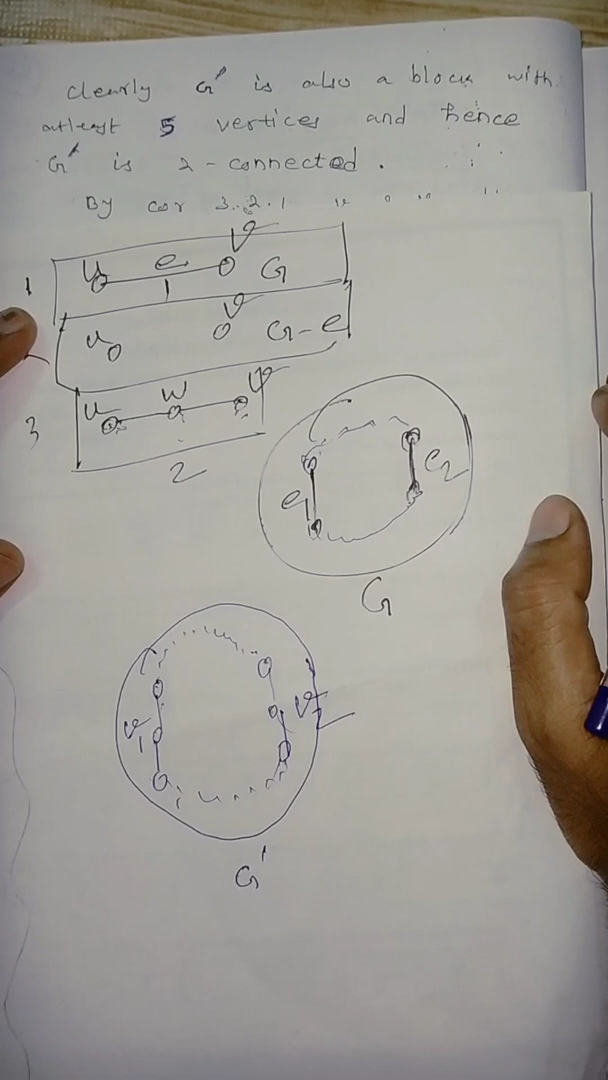 clearly G' is also a block with
atleast 5 vertices and hence
G' is 2-connected.
By cor 3.2.1
1
u e v G
1
u v G-e
3
u w v
2
e1 e2
G
v1 v2
G'